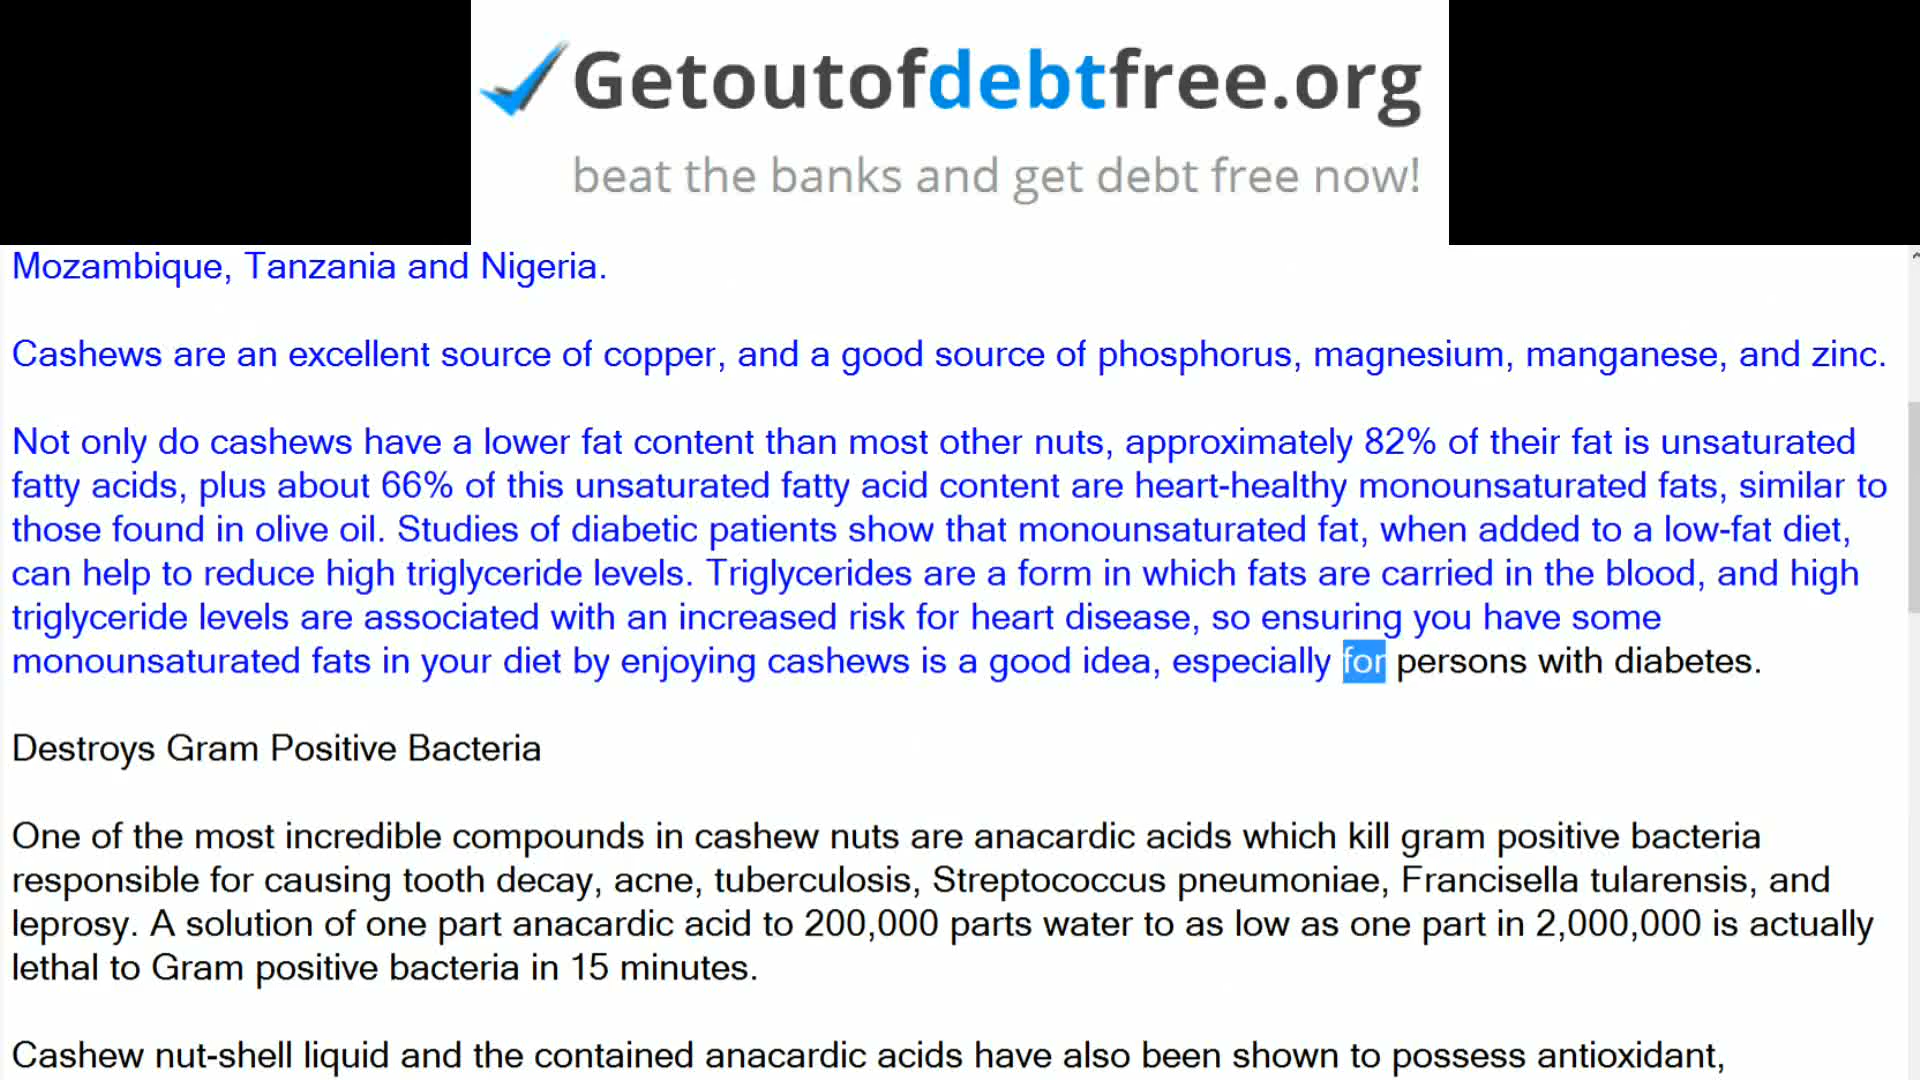 Getoutofdebtfree.org
beat the banks and get debt free now!
Mozambique, Tanzania and Nigeria.
Cashews are an excellent source of copper, and a good source of phosphorus, magnesium, manganese, and zinc.
Not only do cashews have a lower fat content than most other nuts, approximately 82% of their fat is unsaturated
fatty acids, plus about 66% of this unsaturated fatty acid content are heart-healthy monounsaturated fats, similar to
those found in olive oil. Studies of diabetic patients show that monounsaturated fat, when added to a low-fat diet,
can help to reduce high triglyceride levels. Triglycerides are a form in which fats are carried in the blood, and high
triglyceride levels are associated with an increased risk for heart disease, so ensuring you have some
monounsaturated fats in your diet by enjoying cashews is a good idea, especially for persons with diabetes.
Destroys Gram Positive Bacteria
One of the most incredible compounds in cashew nuts are anacardic acids which kill gram positive bacteria
responsible for causing tooth decay, acne, tuberculosis, Streptococcus pneumoniae, Francisella tularensis, and
leprosy. A solution of one part anacardic acid to 200,000 parts water to as low as one part in 2,000,000 is actually
lethal to Gram positive bacteria in 15 minutes.
Cashew nut-shell liquid and the contained anacardic acids have also been shown to possess antioxidant,